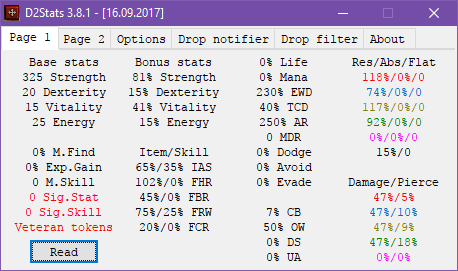 D2Stats 3.8.1 - [16.09.2017]
Page 1 Page 2 Options Drop notifier Drop filter About
Base stats Bonus stats 0% Life Res/Abs/Flat
325 Strength 81% Strength 0% Mana 118%/0%/0
20 Dexterity 15% Dexterity 230% EWD 74%/0%/0
15 Vitality 41% Vitality 40% TCD 117%/0%/0
25 Energy 15% Energy 250% AR 92%/0%/0
0 MDR 0%/0%/0
0% M.Find Item/Skill 0% Dodge 15%/0
0% Exp.Gain 65%/35% IAS 0% Avoid
0 M.Skill 102%/0% FHR 0% Evade Damage/Pierce
0 Sig.Stat 45%/0% FBR 47%/5%
0 Sig.Skill 75%/25% FRW 7% CB 47%/10%
Veteran tokens 20%/0% FCR 50% OW 47%/9%
Read 0% DS 47%/18%
0% UA 0%/0%